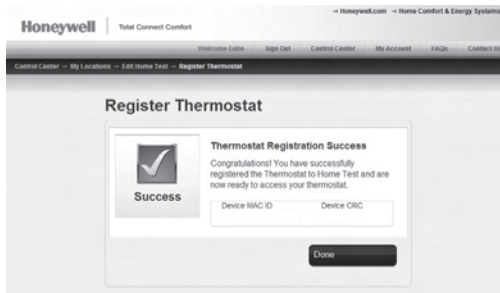 → Honeywell.com → Home Comfort & Energy Systems
Honeywell Total Connect Comfort
Welcome Gabe Sign Out Control Center My Account FAQs Contact Us
Control Center → My Locations → Edit Home Test → Register Thermostat
Register Thermostat
Thermostat Registration Success
Congratulations! You have successfully
registered the Thermostat to Home Test and are
now ready to access your thermostat.
Success
Device MAC ID Device CRC
Done